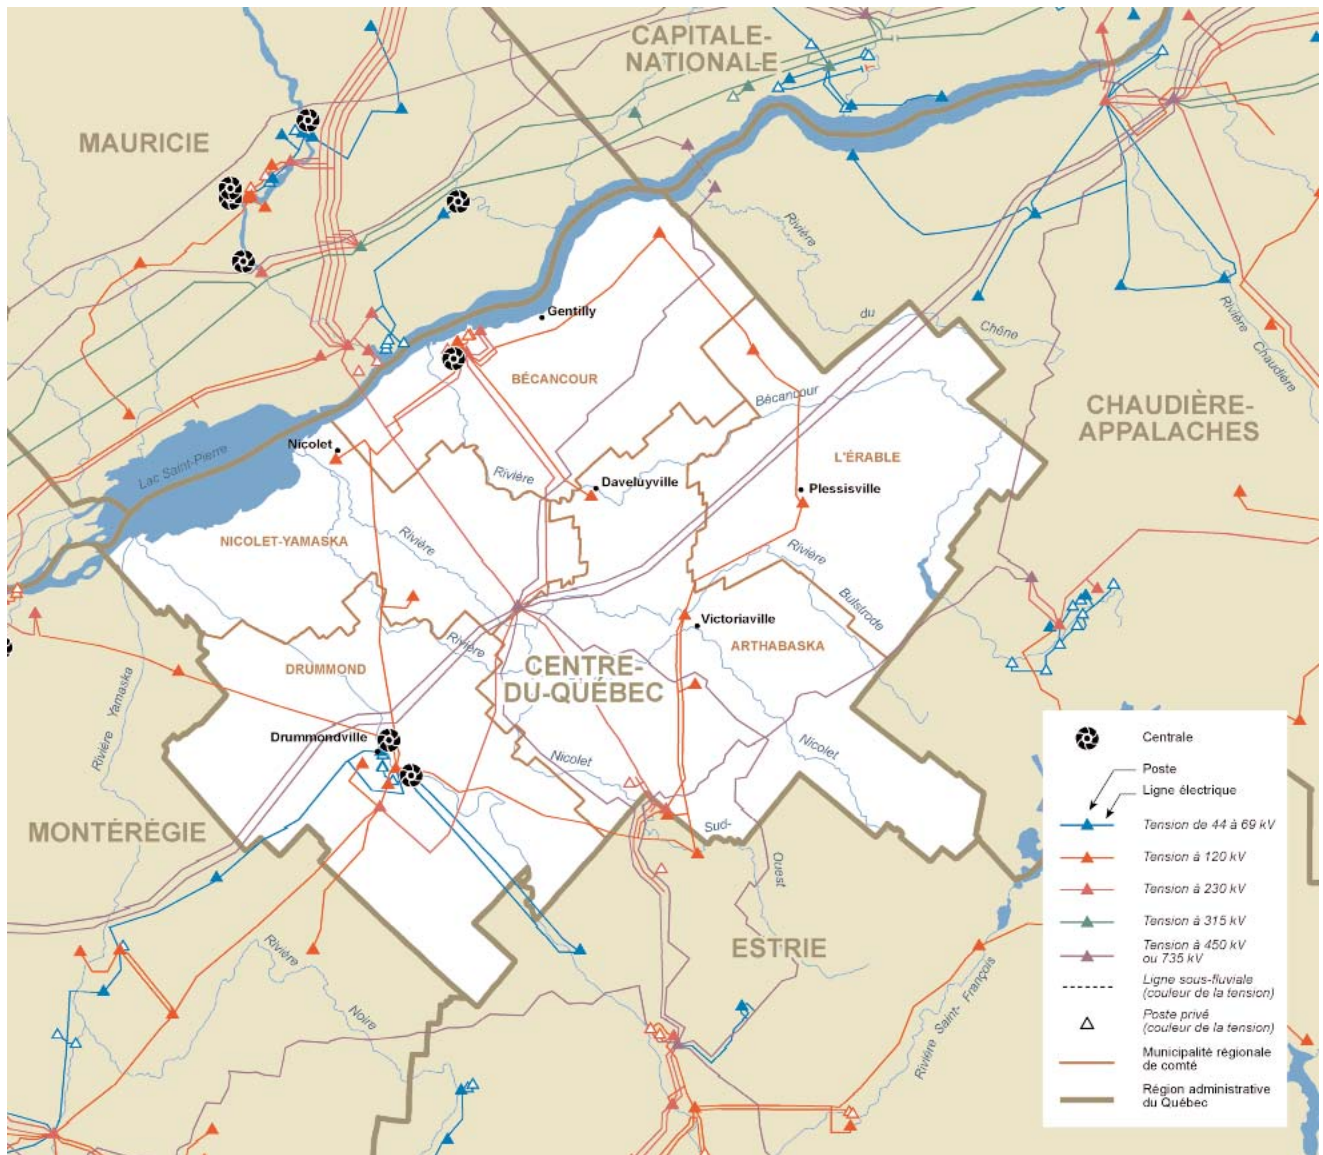 CAPITALE-
NATIONALE
MAURICIE
Rivière
du
Chêne
Rivière
Chaudière
Gentilly
BÉCANCOUR
Bécancour
CHAUDIÈRE-
APPALACHES
Nicolet
Lac Saint-Pierre
Rivière
Daveluyville
L'ÉRABLE
Plessisville
NICOLET-YAMASKA
Rivière
Rivière
Bulstrode
Victoriaville
ARTHABASKA
Rivière
DRUMMOND
CENTRE-
DU-QUÉBEC
Rivière Yamaska
Drummondville
Nicolet
Nicolet
Sud-
Ouest
MONTÉRÉGIE
ESTRIE
Rivière
Noire
Rivière Saint- François
Centrale
Poste
Ligne électrique
Tension de 44 à 69 kV
Tension à 120 kV
Tension à 230 kV
Tension à 315 kV
Tension à 450 kV
ou 735 kV
Ligne sous-fluviale
(couleur de la tension)
Poste privé
(couleur de la tension)
Municipalité régionale
de comté
Région administrative
du Québec